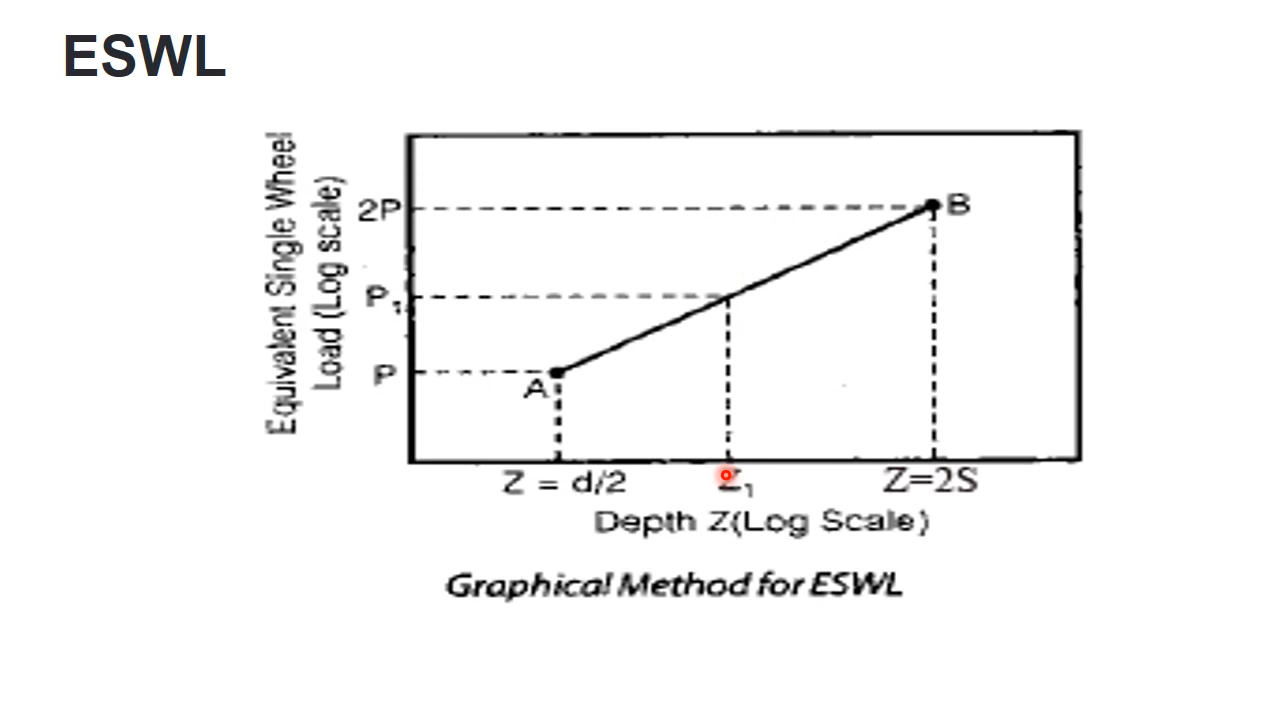 ESWL
Equivalent Single Wheel
Load (Log scale)
2P
B
P₁
P
A
Z = d/2
Z₁
Z=2S
Depth Z(Log Scale)
Graphical Method for ESWL